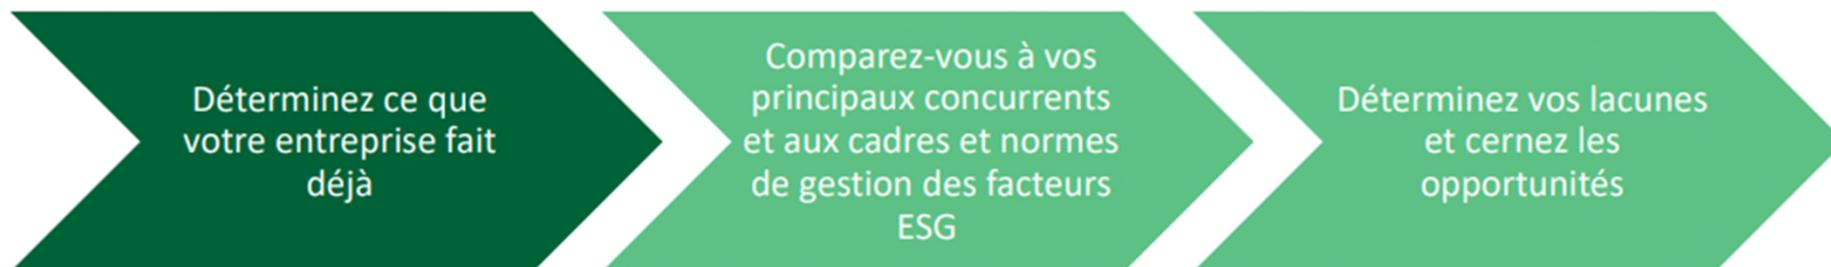 Déterminez ce que
votre entreprise fait
déjà
Comparez-vous à vos
principaux concurrents
et aux cadres et normes
de gestion des facteurs
ESG
Déterminez vos lacunes
et cernez les
opportunités